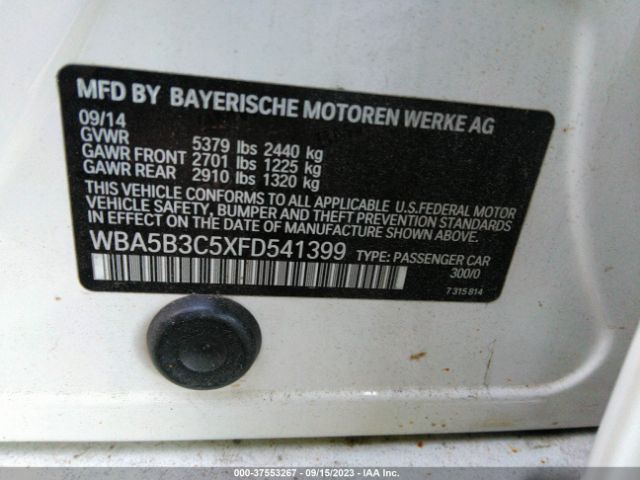 MFD BY BAYERISCHE MOTOREN WERKE AG
09/14
GVWR 5379 lbs 2440 kg
GAWR FRONT 2701 lbs 1225 kg
GAWR REAR 2910 lbs 1320 kg
THIS VEHICLE CONFORMS TO ALL APPLICABLE U.S.FEDERAL MOTOR
VEHICLE SAFETY, BUMPER AND THEFT PREVENTION STANDARDS
IN EFFECT ON THE DATE OF MANUFACTURE SHOWN ABOVE.
WBA5B3C5XFD541399 TYPE: PASSENGER CAR
300/0
7 315 814
000-37553267 - 09/15/2023 - IAA Inc.